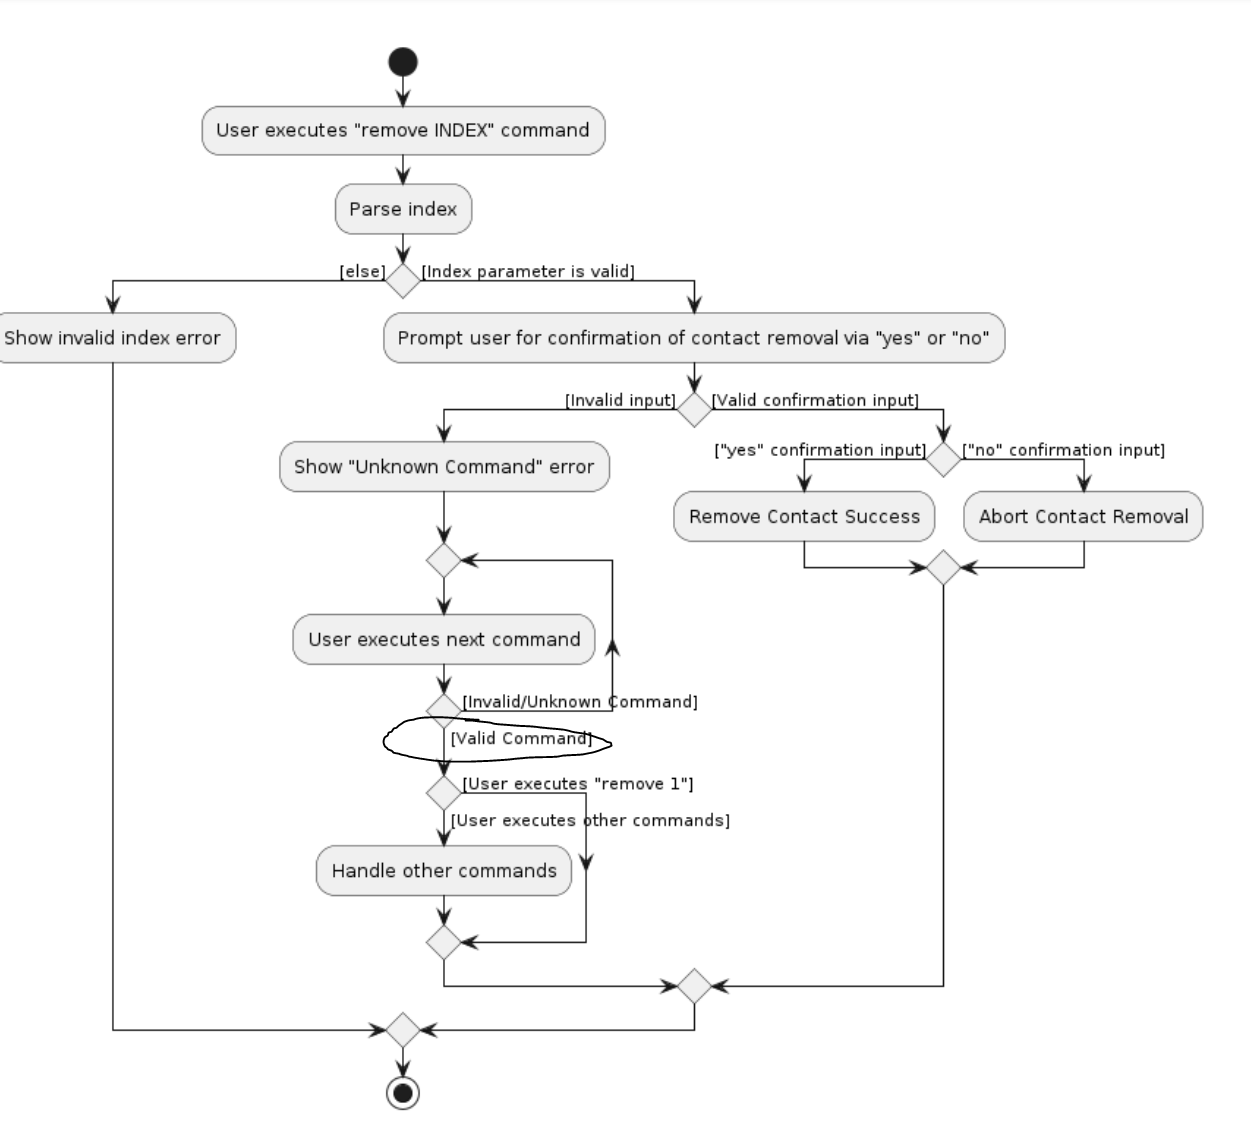 User executes "remove INDEX" command
Parse index
[else]
[Index parameter is valid]
Show invalid index error
Prompt user for confirmation of contact removal via "yes" or "no"
[Invalid input]
[Valid confirmation input]
["yes" confirmation input]
["no" confirmation input]
Show "Unknown Command" error
Remove Contact Success
Abort Contact Removal
User executes next command
[Invalid/Unknown Command]
[Valid Command]
[User executes "remove 1"]
[User executes other commands]
Handle other commands